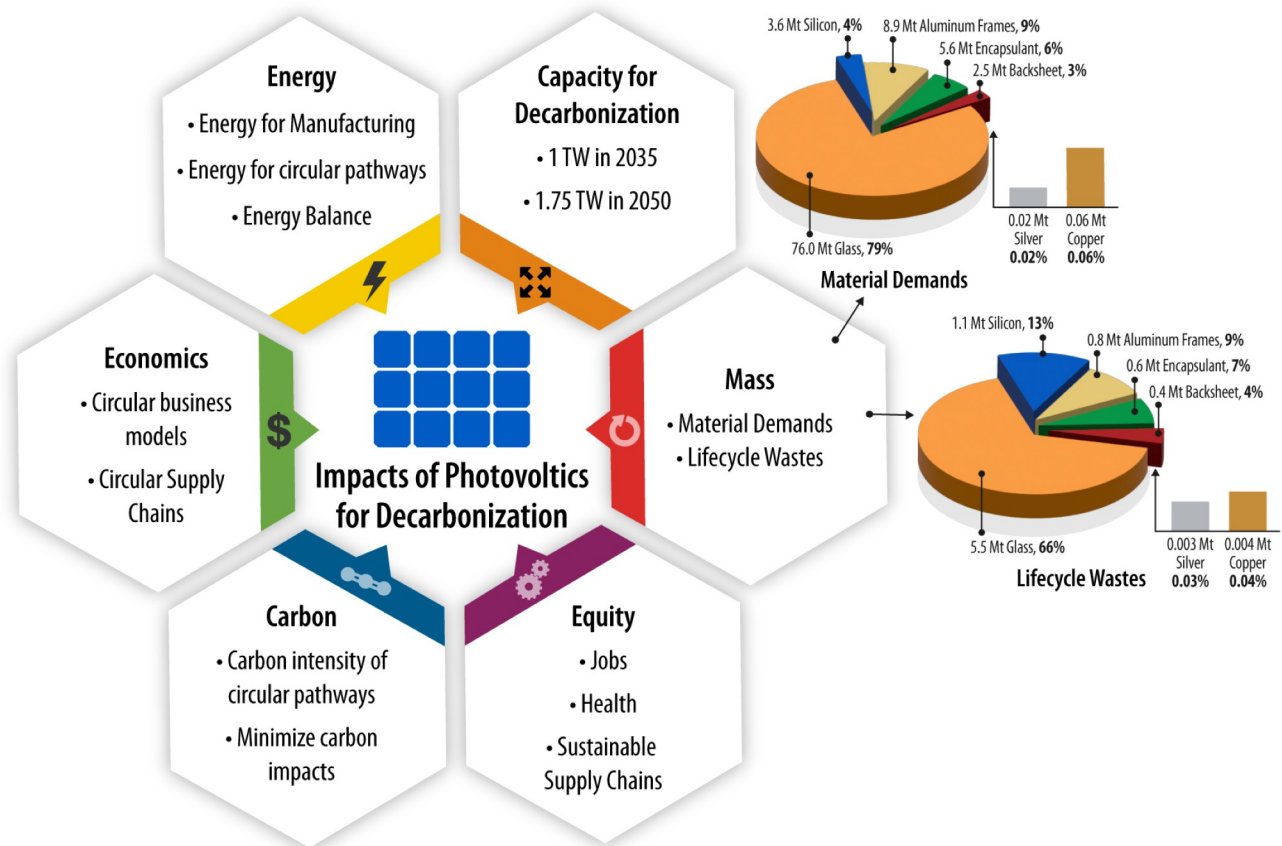 Energy
• Energy for Manufacturing
• Energy for circular pathways
• Energy Balance
Capacity for
Decarbonization
• 1 TW in 2035
• 1.75 TW in 2050
3.6 Mt Silicon, 4%
8.9 Mt Aluminum Frames, 9%
5.6 Mt Encapsulant, 6%
2.5 Mt Backsheet, 3%
76.0 Mt Glass, 79%
0.02 Mt
Silver
0.02%
0.06 Mt
Copper
0.06%
Material Demands
Economics
• Circular business
models
• Circular Supply
Chains
$
Impacts of Photovoltics
for Decarbonization
Mass
• Material Demands
• Lifecycle Wastes
1.1 Mt Silicon, 13%
0.8 Mt Aluminum Frames, 9%
0.6 Mt Encapsulant, 7%
0.4 Mt Backsheet, 4%
5.5 Mt Glass, 66%
0.003 Mt
Silver
0.03%
0.004 Mt
Copper
0.04%
Lifecycle Wastes
Carbon
• Carbon intensity of
circular pathways
• Minimize carbon
impacts
Equity
• Jobs
• Health
• Sustainable
Supply Chains